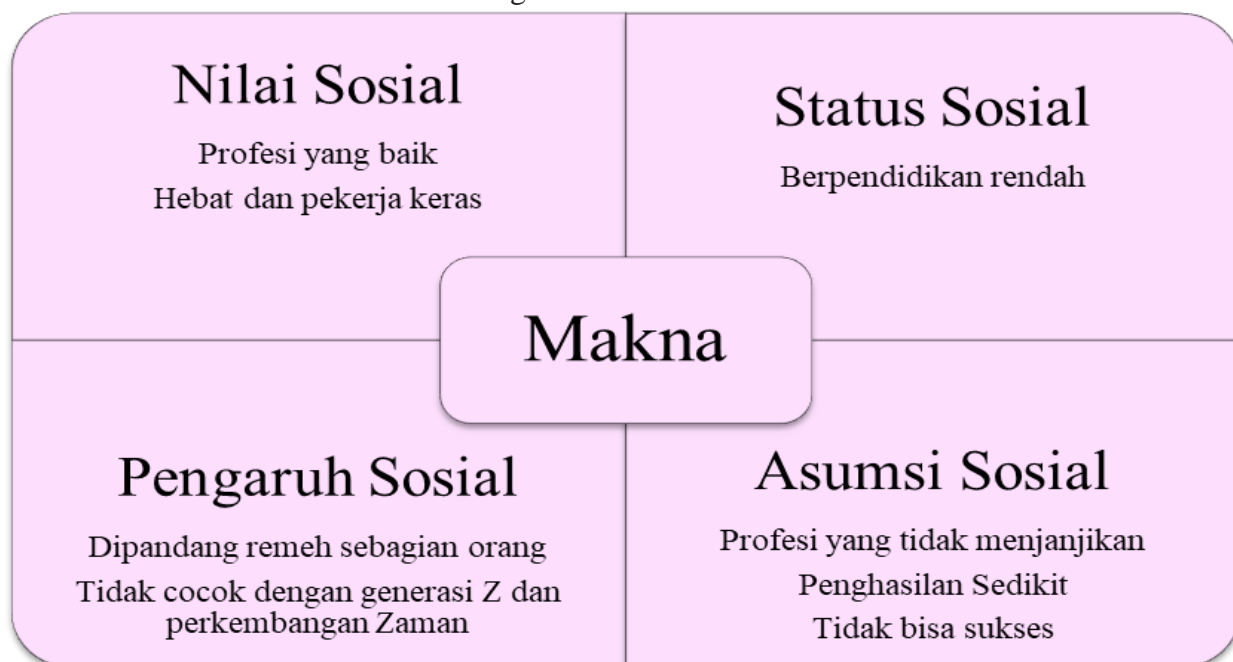 Nilai Sosial
Profesi yang baik
Hebat dan pekerja keras
Status Sosial
Berpendidikan rendah
Makna
Pengaruh Sosial
Dipandang remeh sebagian orang
Tidak cocok dengan generasi Z dan
perkembangan Zaman
Asumsi Sosial
Profesi yang tidak menjanjikan
Penghasilan Sedikit
Tidak bisa sukses